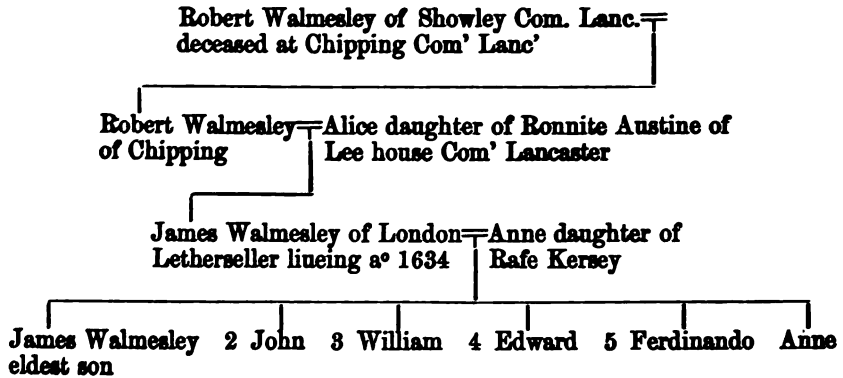 Robert Walmesley of Showley Com. Lanc.=
deceased at Chipping Com' Lanc'
Robert Walmesley=Alice daughter of Ronnite Austine of
of Chipping Lee house Com' Lancaster
James Walmesley of London=Anne daughter of
Letherseller liueing aº 1634 Rafe Kersey
James Walmesley 2 John 3 William 4 Edward 5 Ferdinando Anne
eldest son